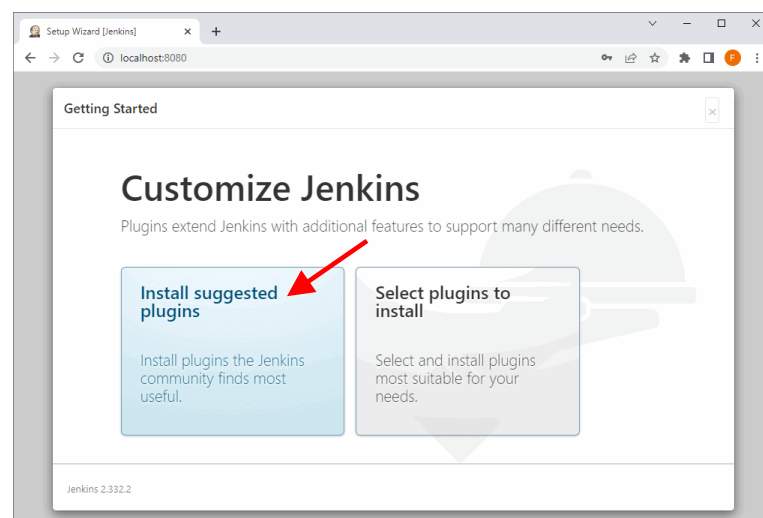 Setup Wizard [Jenkins]
localhost:8080
F
Getting Started
Customize Jenkins
Plugins extend Jenkins with additional features to support many different needs.
Install suggested
plugins
Install plugins the Jenkins
community finds most
useful.
Select plugins to
install
Select and install plugins
most suitable for your
needs.
Jenkins 2.332.2